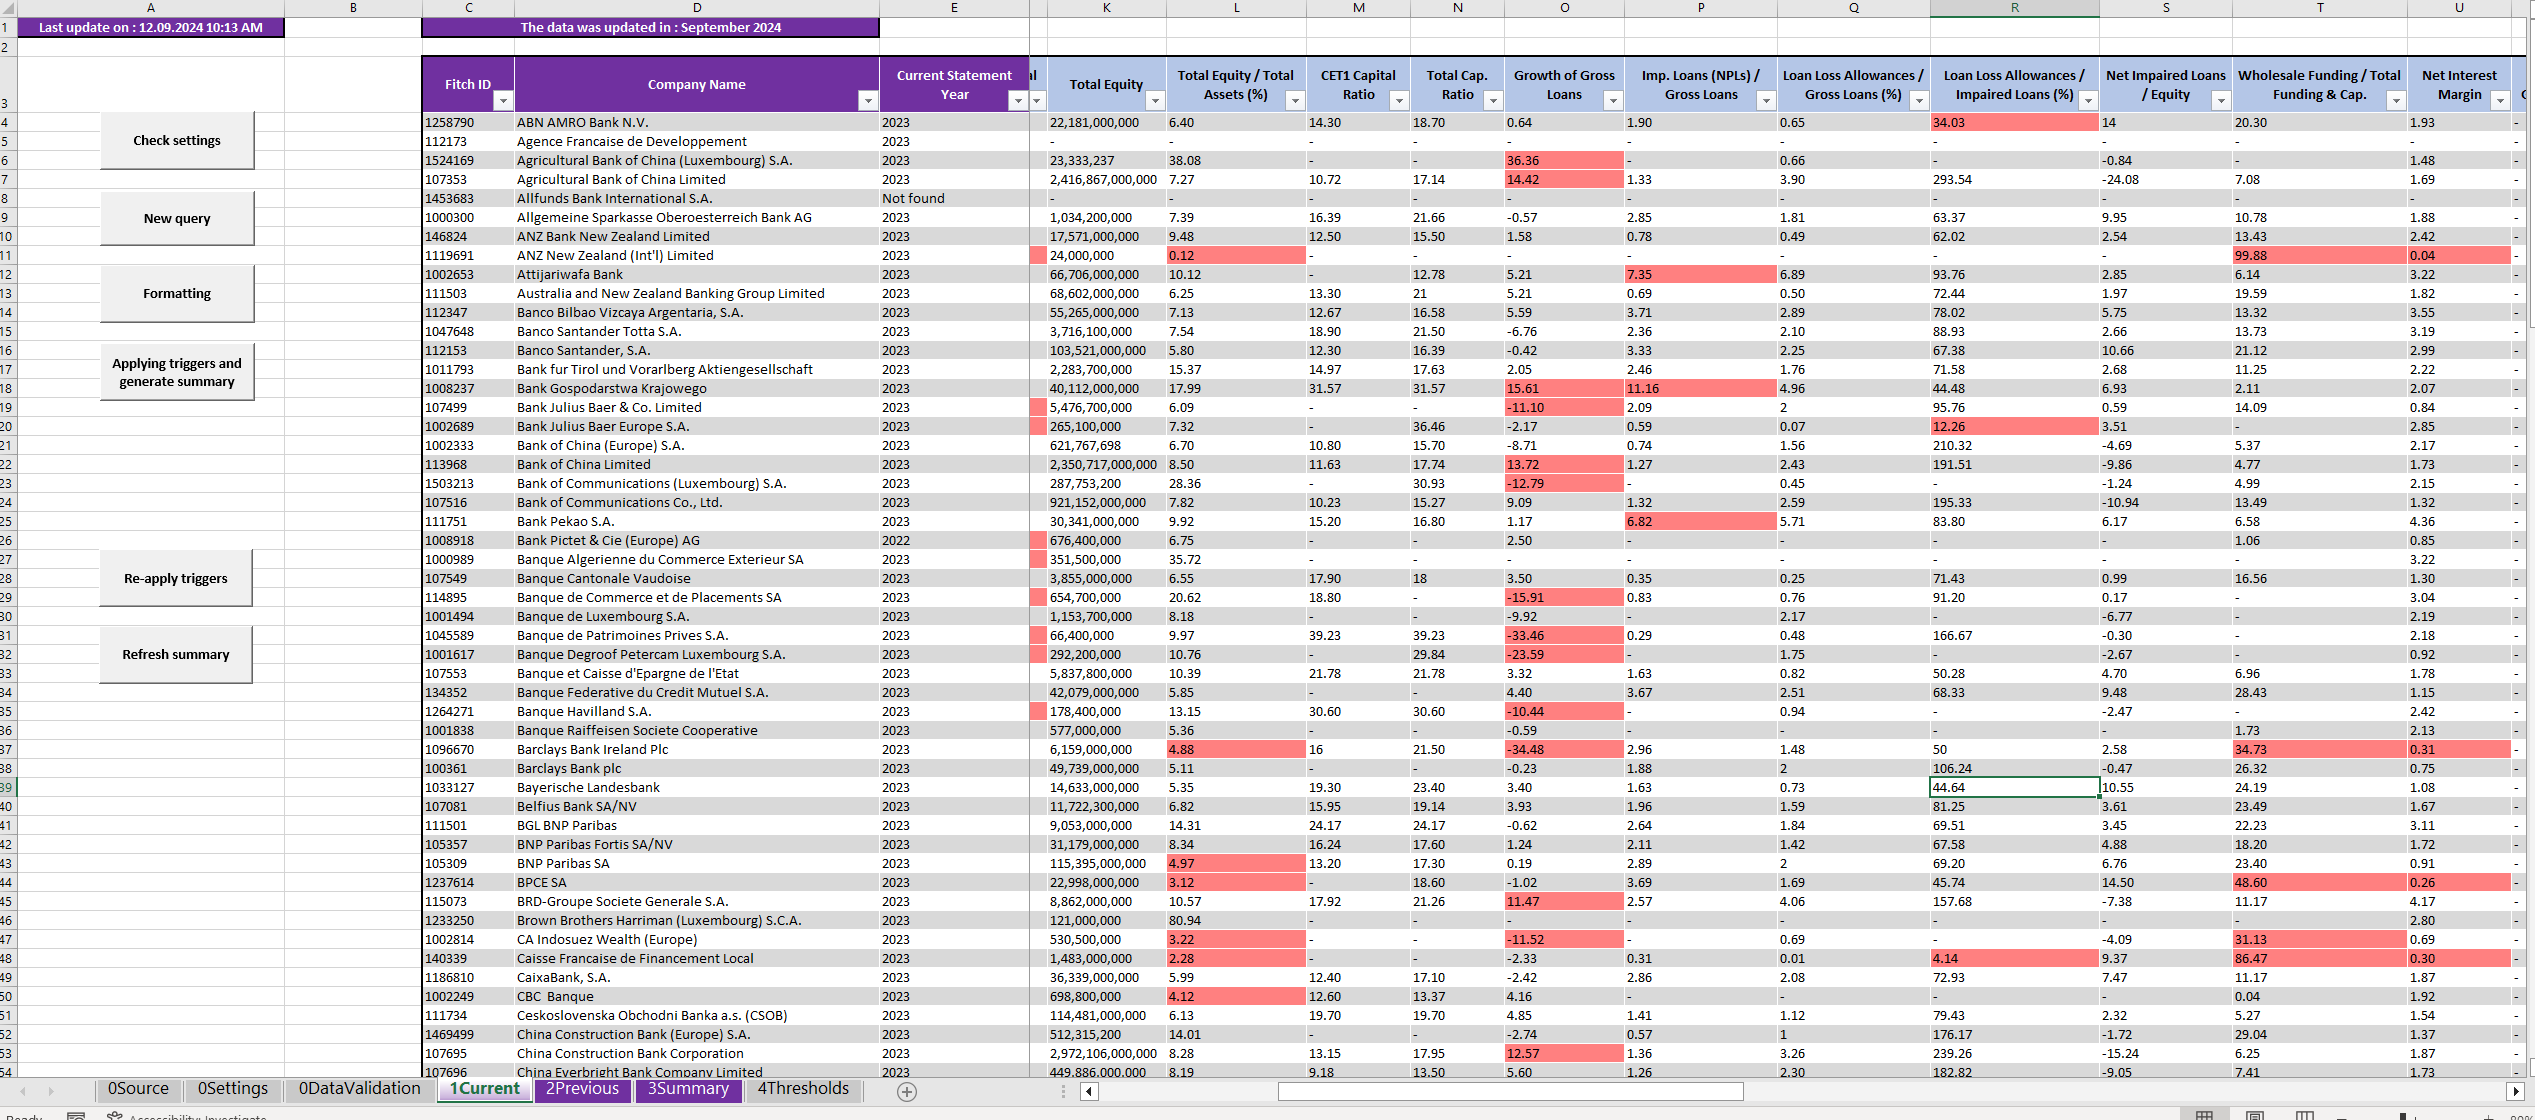 A B C D E K L M N O P Q R S T U
1 Last update on : 12.09.2024 10:13 AM The data was updated in : September 2024
2
3 Fitch ID Company Name Current Statement Year Total Equity Total Equity / Total Assets (%) CET1 Capital Ratio Total Cap. Ratio Growth of Gross Loans Imp. Loans (NPLs) / Gross Loans Loan Loss Allowances / Gross Loans (%) Loan Loss Allowances / Impaired Loans (%) Net Impaired Loans / Equity Wholesale Funding / Total Funding & Cap. Net Interest Margin
4 1258790 ABN AMRO Bank N.V. 2023 22,181,000,000 6.40 14.30 18.70 0.64 1.90 0.65 34.03 14 20.30 1.93 -
5 112173 Agence Francaise de Developpement 2023 - - - - - - - - - - - -
Check settings
6 1524169 Agricultural Bank of China (Luxembourg) S.A. 2023 23,333,237 38.08 - - 36.36 - 0.66 - -0.84 - 1.48 -
7 107353 Agricultural Bank of China Limited 2023 2,416,867,000,000 7.27 10.72 17.14 14.42 1.33 3.90 293.54 -24.08 7.08 1.69 -
8 1453683 Allfunds Bank International S.A. Not found - - - - - - - - - - - -
9 1000300 Allgemeine Sparkasse Oberoesterreich Bank AG 2023 1,034,200,000 7.39 16.39 21.66 -0.57 2.85 1.81 63.37 9.95 10.78 1.88 -
New query
10 146824 ANZ Bank New Zealand Limited 2023 17,571,000,000 9.48 12.50 15.50 1.58 0.78 0.49 62.02 2.54 13.43 2.42 -
11 1119691 ANZ New Zealand (Int'l) Limited 2023 24,000,000 0.12 - - - - - - - 99.88 0.04 -
12 1002653 Attijariwafa Bank 2023 66,706,000,000 10.12 - 12.78 5.21 7.35 6.89 93.76 2.85 6.14 3.22 -
13 111503 Australia and New Zealand Banking Group Limited 2023 68,602,000,000 6.25 13.30 21 5.21 0.69 0.50 72.44 1.97 19.59 1.82 -
Formatting
14 112347 Banco Bilbao Vizcaya Argentaria, S.A. 2023 55,265,000,000 7.13 12.67 16.58 5.59 3.71 2.89 78.02 5.75 13.32 3.55 -
15 1047648 Banco Santander Totta S.A. 2023 3,716,100,000 7.54 18.90 21.50 -6.76 2.36 2.10 88.93 2.66 13.73 3.19 -
16 112153 Banco Santander, S.A. 2023 103,521,000,000 5.80 12.30 16.39 -0.42 3.33 2.25 67.38 10.66 21.12 2.99 -
17 1011793 Bank fur Tirol und Vorarlberg Aktiengesellschaft 2023 2,283,700,000 15.37 14.97 17.63 2.05 2.46 1.76 71.58 2.68 11.25 2.22 -
Applying triggers and
generate summary
18 1008237 Bank Gospodarstwa Krajowego 2023 40,112,000,000 17.99 31.57 31.57 15.61 11.16 4.96 44.48 6.93 2.11 2.07 -
19 107499 Bank Julius Baer & Co. Limited 2023 5,476,700,000 6.09 - - -11.10 2.09 2 95.76 0.59 14.09 0.84 -
20 1002689 Bank Julius Baer Europe S.A. 2023 265,100,000 7.32 - 36.46 -2.17 0.59 0.07 12.26 3.51 - 2.85 -
21 1002333 Bank of China (Europe) S.A. 2023 621,767,698 6.70 10.80 15.70 -8.71 0.74 1.56 210.32 -4.69 5.37 2.17 -
22 113968 Bank of China Limited 2023 2,350,717,000,000 8.50 11.63 17.74 13.72 1.27 2.43 191.51 -9.86 4.77 1.73 -
23 1503213 Bank of Communications (Luxembourg) S.A. 2023 287,753,200 28.36 - 30.93 -12.79 - 0.45 - -1.24 4.99 2.15 -
24 107516 Bank of Communications Co., Ltd. 2023 921,152,000,000 7.82 10.23 15.27 9.09 1.32 2.59 195.33 -10.94 13.49 1.32 -
25 111751 Bank Pekao S.A. 2023 30,341,000,000 9.92 15.20 16.80 1.17 6.82 5.71 83.80 6.17 6.58 4.36 -
26 1008918 Bank Pictet & Cie (Europe) AG 2022 676,400,000 6.75 - - 2.50 - - - - 1.06 0.85 -
27 1000989 Banque Algerienne du Commerce Exterieur SA 2023 351,500,000 35.72 - - - - - - - - 3.22 -
28 107549 Banque Cantonale Vaudoise 2023 3,855,000,000 6.55 17.90 18 3.50 0.35 0.25 71.43 0.99 16.56 1.30 -
Re-apply triggers
29 114895 Banque de Commerce et de Placements SA 2023 654,700,000 20.62 18.80 - -15.91 0.83 0.76 91.20 0.17 - 3.04 -
30 1001494 Banque de Luxembourg S.A. 2023 1,153,700,000 8.18 - - -9.92 - 2.17 - -6.77 - 2.19 -
31 1045589 Banque de Patrimoines Prives S.A. 2023 66,400,000 9.97 39.23 39.23 -33.46 0.29 0.48 166.67 -0.30 - 2.18 -
32 1001617 Banque Degroof Petercam Luxembourg S.A. 2023 292,200,000 10.76 - 29.84 -23.59 - 1.75 - -2.67 - 0.92 -
Refresh summary
33 107553 Banque et Caisse d'Epargne de l'Etat 2023 5,837,800,000 10.39 21.78 21.78 3.32 1.63 0.82 50.28 4.70 6.96 1.78 -
34 134352 Banque Federative du Credit Mutuel S.A. 2023 42,079,000,000 5.85 - - 4.40 3.67 2.51 68.33 9.48 28.43 1.15 -
35 1264271 Banque Havilland S.A. 2023 178,400,000 13.15 30.60 30.60 -10.44 - 0.94 - -2.47 - 2.42 -
36 1001838 Banque Raiffeisen Societe Cooperative 2023 577,000,000 5.36 - - -0.59 - - - - 1.73 2.13 -
37 1096670 Barclays Bank Ireland Plc 2023 6,159,000,000 4.88 16 21.50 -34.48 2.96 1.48 50 2.58 34.73 0.31 -
38 100361 Barclays Bank plc 2023 49,739,000,000 5.11 - - -0.23 1.88 2 106.24 -0.47 26.32 0.75 -
39 1033127 Bayerische Landesbank 2023 14,633,000,000 5.35 19.30 23.40 3.40 1.63 0.73 44.64 10.55 24.19 1.08 -
40 107081 Belfius Bank SA/NV 2023 11,722,300,000 6.82 15.95 19.14 3.93 1.96 1.59 81.25 3.61 23.49 1.67 -
41 111501 BGL BNP Paribas 2023 9,053,000,000 14.31 24.17 24.17 -0.62 2.64 1.84 69.51 3.45 22.23 3.11 -
42 105357 BNP Paribas Fortis SA/NV 2023 31,179,000,000 8.34 16.24 17.60 1.24 2.11 1.42 67.58 4.88 18.20 1.72 -
43 105309 BNP Paribas SA 2023 115,395,000,000 4.97 13.20 17.30 0.19 2.89 2 69.20 6.76 23.40 0.91 -
44 1237614 BPCE SA 2023 22,998,000,000 3.12 - 18.60 -1.02 3.69 1.69 45.74 14.50 48.60 0.26 -
45 115073 BRD-Groupe Societe Generale S.A. 2023 8,862,000,000 10.57 17.92 21.26 11.47 2.57 4.06 157.68 -7.38 11.17 4.17 -
46 1233250 Brown Brothers Harriman (Luxembourg) S.C.A. 2023 121,000,000 80.94 - - - - - - - - 2.80 -
47 1002814 CA Indosuez Wealth (Europe) 2023 530,500,000 3.22 - - -11.52 - 0.69 - -4.09 31.13 0.69 -
48 140339 Caisse Francaise de Financement Local 2023 1,483,000,000 2.28 - - -2.33 0.31 0.01 4.14 9.37 86.47 0.30 -
49 1186810 CaixaBank, S.A. 2023 36,339,000,000 5.99 12.40 17.10 -2.42 2.86 2.08 72.93 7.47 11.17 1.87 -
50 1002249 CBC Banque 2023 698,800,000 4.12 12.60 13.37 4.16 - - - - 0.04 1.92 -
51 111734 Ceskoslovenska Obchodni Banka a.s. (CSOB) 2023 114,481,000,000 6.13 19.70 19.70 4.85 1.41 1.12 79.43 2.32 5.27 1.54 -
52 1469499 China Construction Bank (Europe) S.A. 2023 512,315,200 14.01 - - -2.74 0.57 1 176.17 -1.72 29.04 1.37 -
53 107695 China Construction Bank Corporation 2023 2,972,106,000,000 8.28 13.15 17.95 12.57 1.36 3.26 239.26 -15.24 6.25 1.87 -
54 107696 China Everbright Bank Company Limited 2023 449,886,000,000 8.19 9.18 13.50 5.60 1.26 2.30 182.82 -9.05 7.41 1.73 -
0Source 0Settings 0DataValidation 1Current 2Previous 3Summary 4Thresholds
Ready Accessibility: Investigate 80%